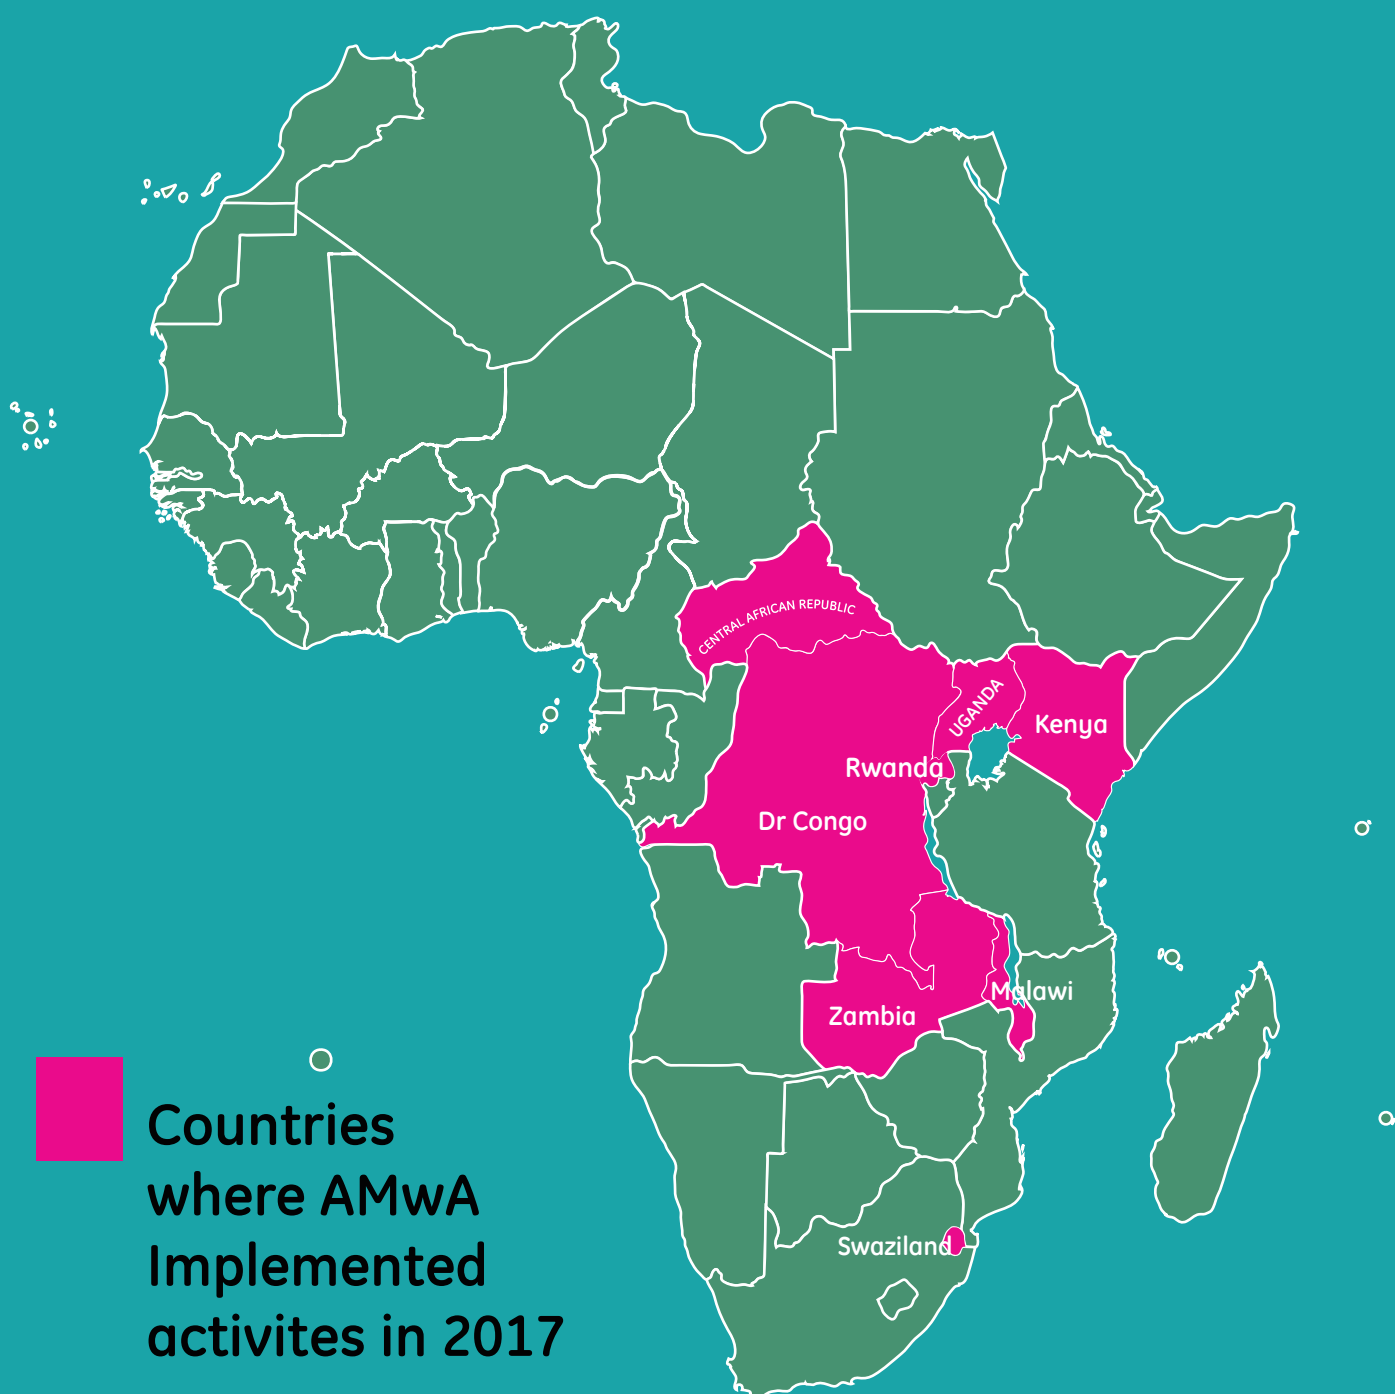 CENTRAL AFRICAN REPUBLIC
UGANDA
Kenya
Rwanda
Dr Congo
Malawi
Zambia
Swaziland
Countries
where AMwA
Implemented
activites in 2017